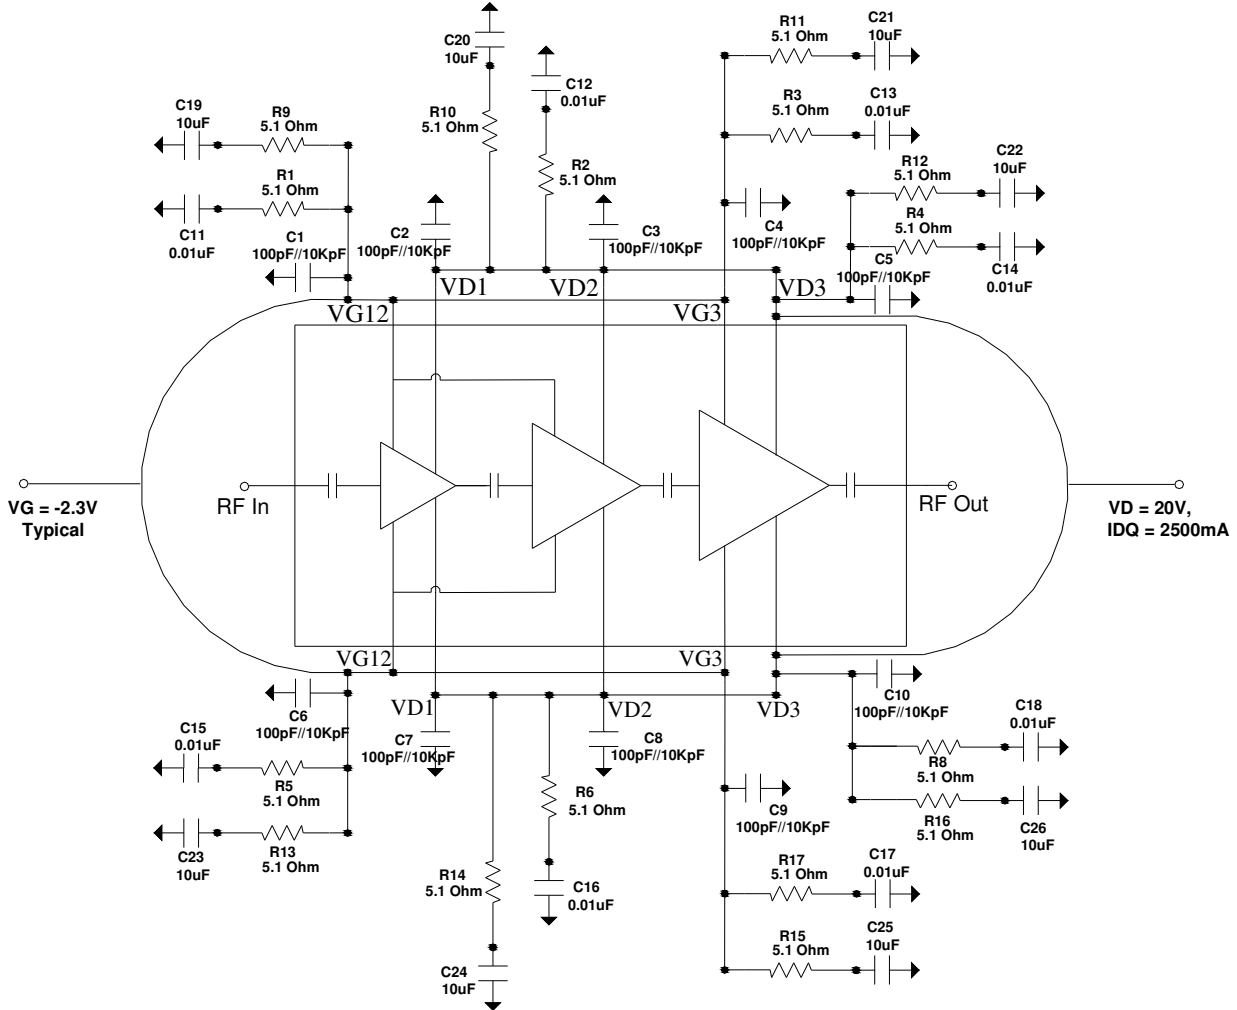 C20
10uF
R11
5.1 Ohm
C21
10uF
C12
0.01uF
C19
10uF
R9
5.1 Ohm
R10
5.1 Ohm
R3
5.1 Ohm
C13
0.01uF
R1
5.1 Ohm
R2
5.1 Ohm
R12
5.1 Ohm
C22
10uF
C11
0.01uF
C1
100pF//10KpF
C2
100pF//10KpF
C3
100pF//10KpF
C4
100pF//10KpF
R4
5.1 Ohm
C5
100pF//10KpF
C14
0.01uF
VD1
VD2
VD3
VG12
VG3
VG = -2.3V
Typical
RF In
RF Out
VD = 20V,
IDQ = 2500mA
VG12
VG3
VD1
VD2
VD3
C6
100pF//10KpF
C7
100pF//10KpF
C8
100pF//10KpF
C10
100pF//10KpF
C15
0.01uF
R5
5.1 Ohm
R6
5.1 Ohm
C9
100pF//10KpF
C18
0.01uF
R8
5.1 Ohm
R16
5.1 Ohm
C26
10uF
C23
10uF
R13
5.1 Ohm
R14
5.1 Ohm
C16
0.01uF
R17
5.1 Ohm
C17
0.01uF
C24
10uF
R15
5.1 Ohm
C25
10uF